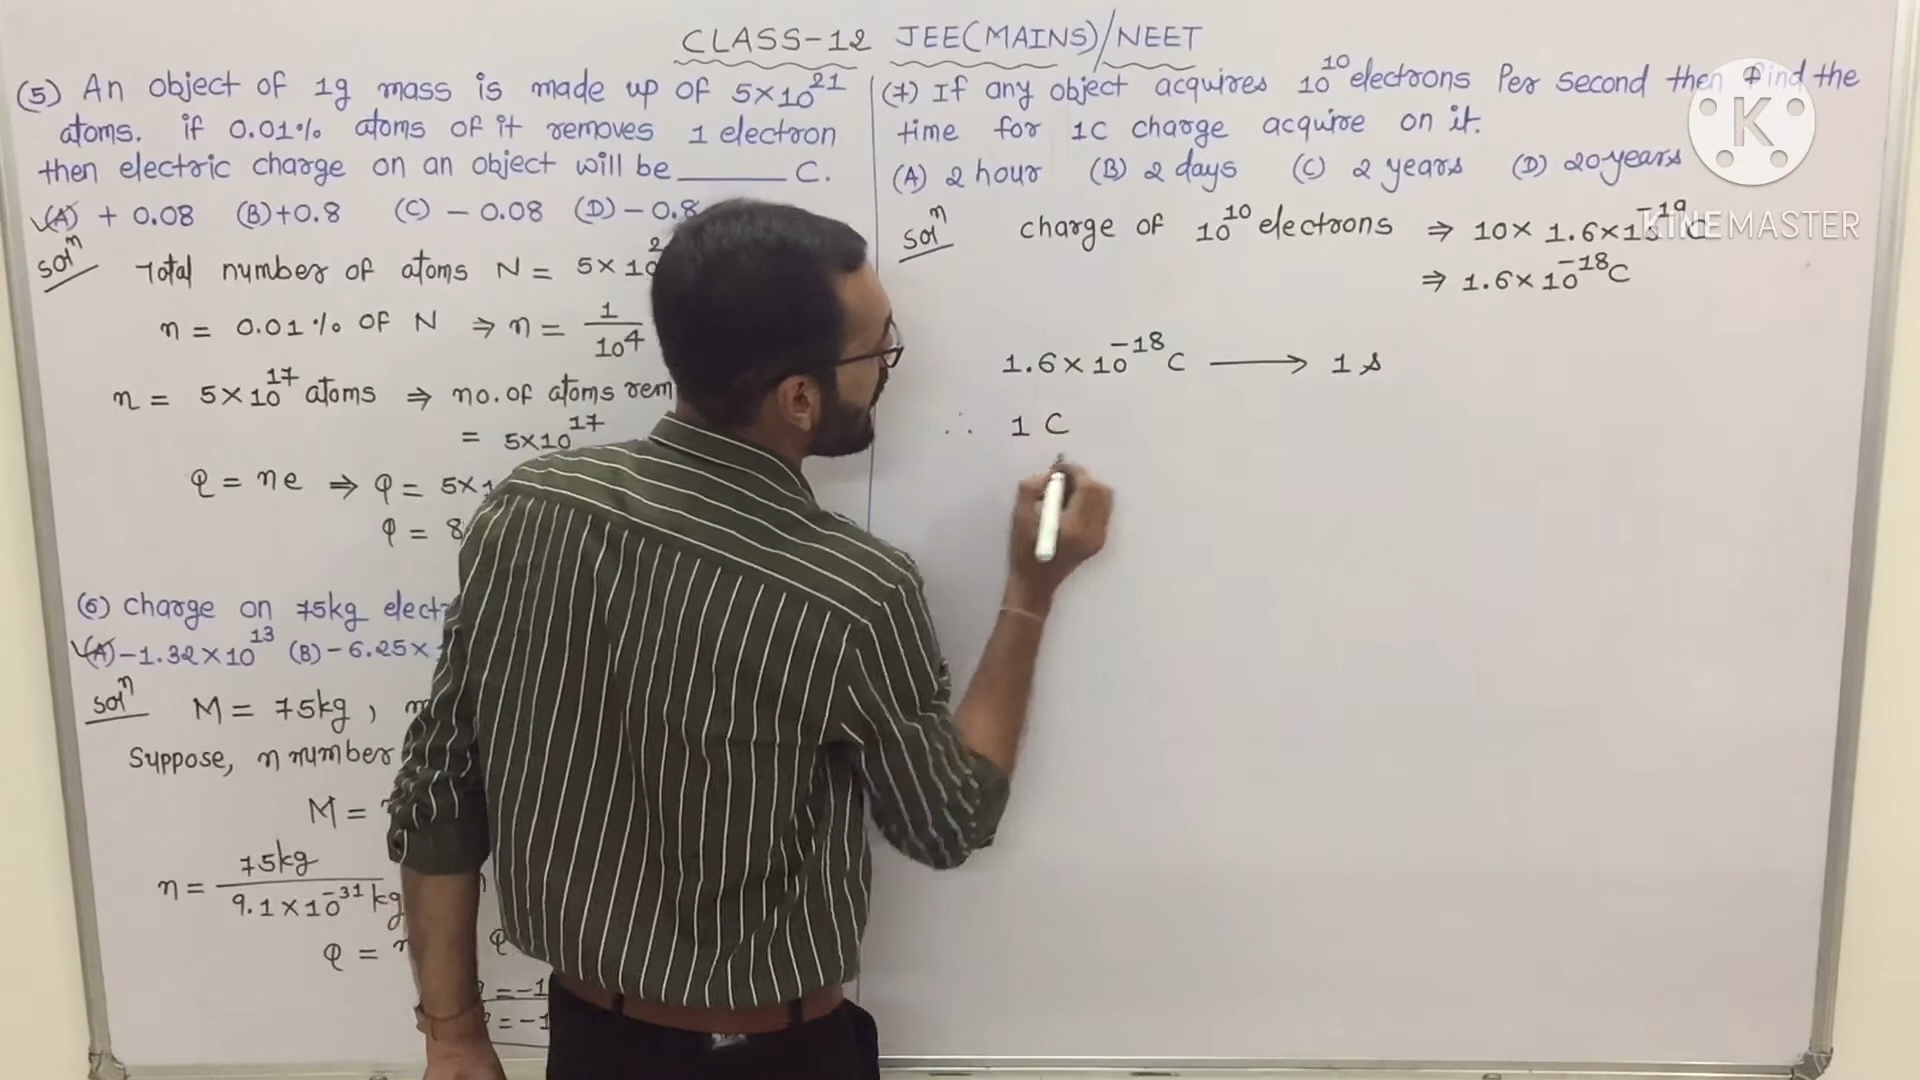 CLASS-12 JEE(MAINS)/NEET
(5) An object of 1g mass is made up of 5×10²¹
atoms. if 0.01% atoms of it removes 1 electron
then electric charge on an object will be ______ C.
(A) + 0.08 (B)+0.8 (C) - 0.08 (D) - 0.8
Solⁿ
Total number of atoms N = 5×10
n = 0.01% OF N ⇒ n = 1/10⁴
n = 5×10¹⁷ atoms ⇒ no. of atoms rem
= 5×10¹⁷
Q = ne ⇒ Q = 5×1
Q = 8
(6) Charge on 75kg elect
(A) -1.32×10¹³ (B) - 6.25×
Solⁿ M = 75kg, m
Suppose, n number
M =
n = 75kg / 9.1×10⁻³¹ kg
Q = n Q
= -1
= -1
(7) If any object acquires 10¹⁰ electrons Per second then find the
time for 1C charge acquire on it.
(A) 2 hour (B) 2 days (C) 2 years (D) 20 years
Solⁿ charge of 10¹⁰ electrons ⇒ 10× 1.6×10⁻¹⁹ C
⇒ 1.6×10⁻¹⁸ C
1.6×10⁻¹⁸ C ⟶ 1 s
∴ 1 C
K
KINEMASTER